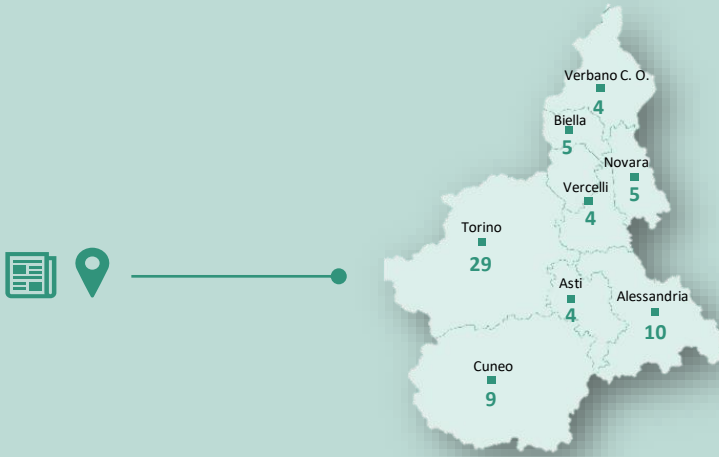 Verbano C. O.
4
Biella
5
Novara
5
Vercelli
4
Torino
29
Asti
4
Alessandria
10
Cuneo
9